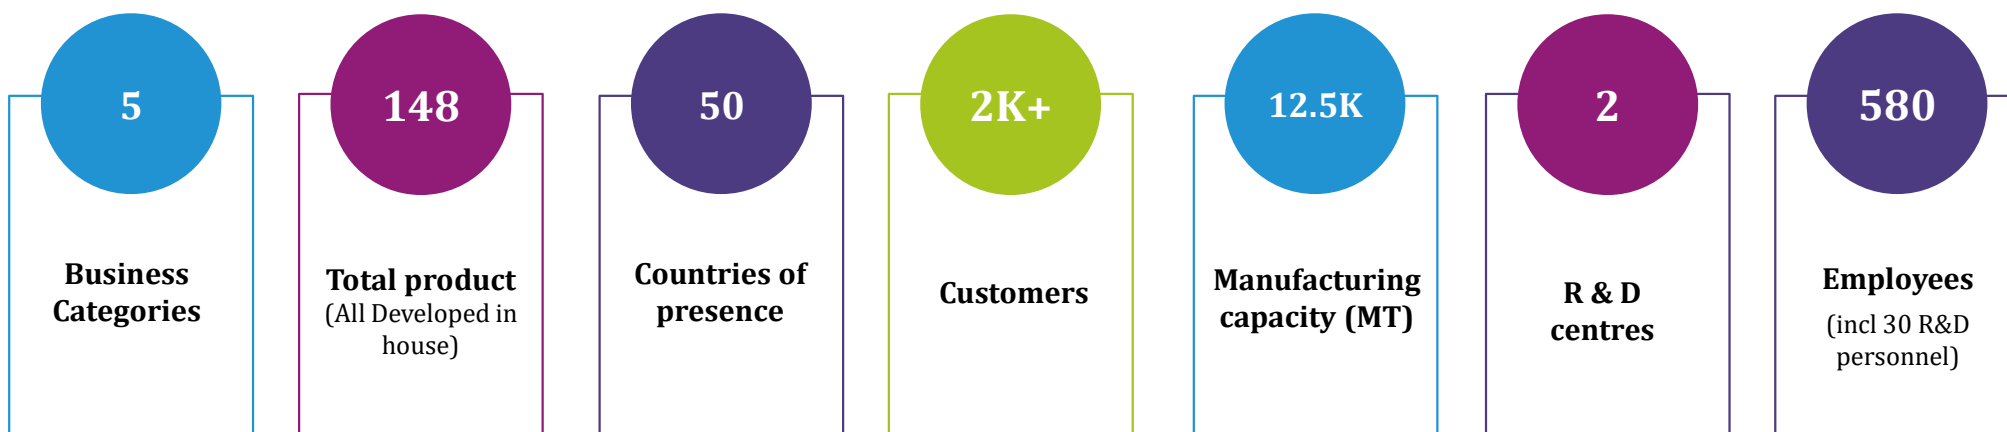 5
Business
Categories
148
Total product
(All Developed in
house)
50
Countries of
presence
2K+
Customers
12.5K
Manufacturing
capacity (MT)
2
R & D
centres
580
Employees
(incl 30 R&D
personnel)